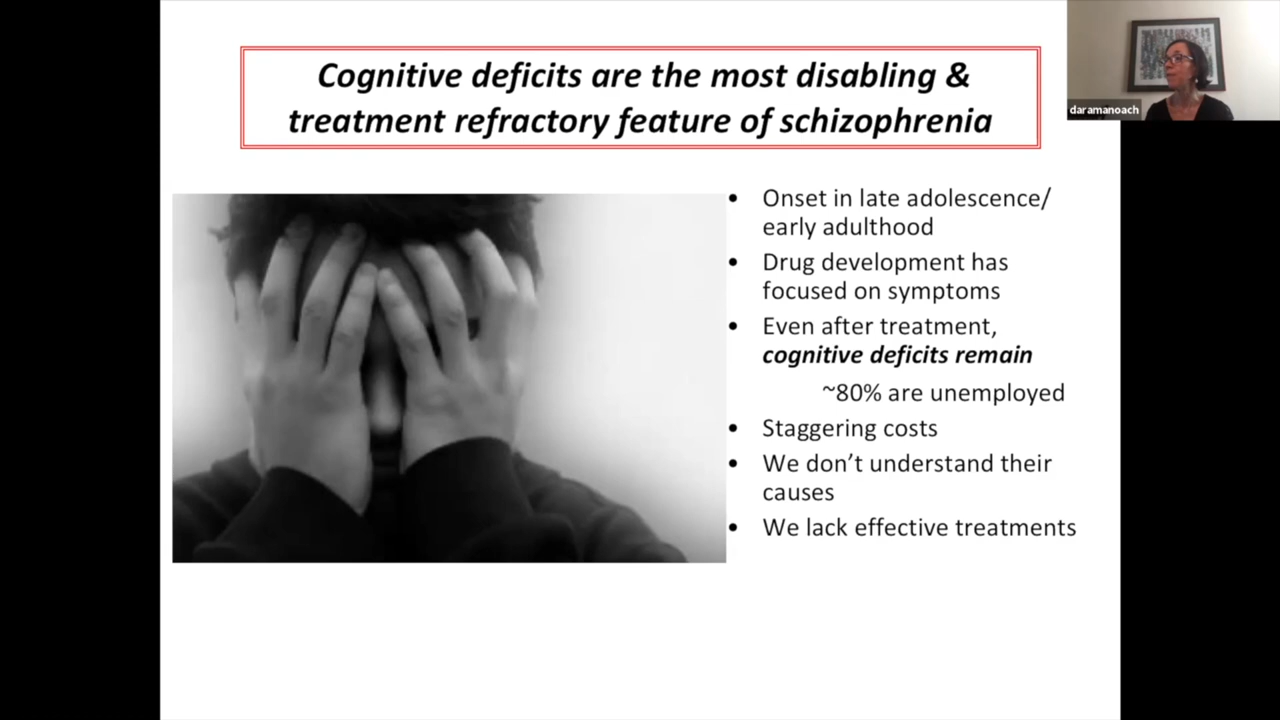 Cognitive deficits are the most disabling &
treatment refractory feature of schizophrenia
daramanoach
• Onset in late adolescence/
early adulthood
• Drug development has
focused on symptoms
• Even after treatment,
cognitive deficits remain
~80% are unemployed
• Staggering costs
• We don’t understand their
causes
• We lack effective treatments